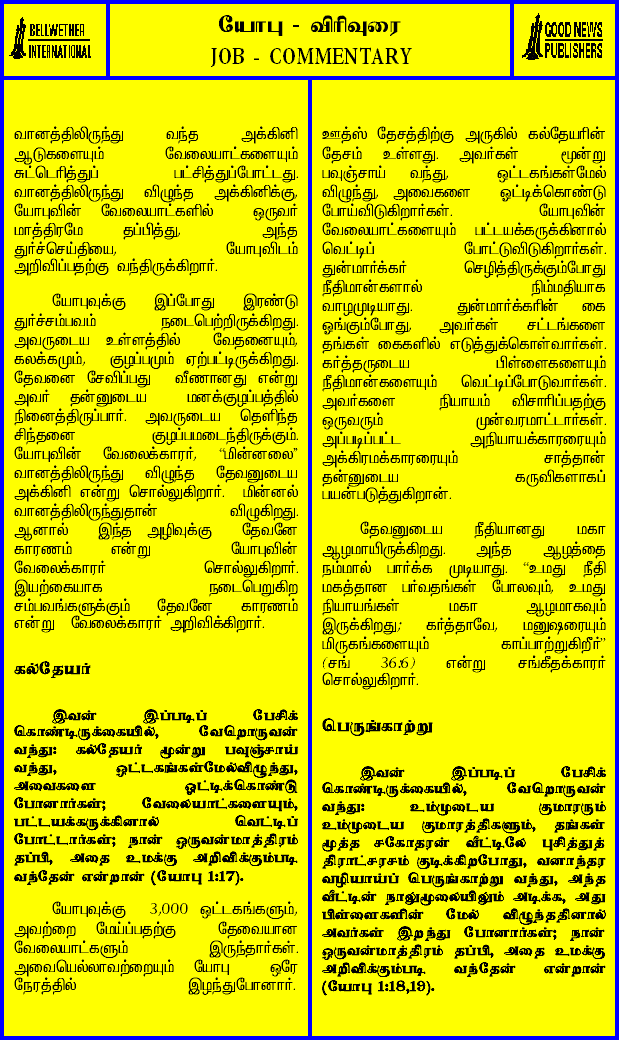 BELLWETHER
INTERNATIONAL
யோபு - விரிவுரை
JOB - COMMENTARY
GOOD NEWS
PUBLISHERS
வானத்திலிருந்து வந்த அக்கினி
ஆடுகளையும் வேலையாட்களையும்
சுட்டெரித்துப் பட்சித்துப்போட்டது.
வானத்திலிருந்து விழுந்த அக்கினிக்கு,
யோபுவின் வேலையாட்களில் ஒருவர்
மாத்திரமே தப்பித்து, அந்த
துர்ச்செய்தியை, யோபுவிடம்
அறிவிப்பதற்கு வந்திருக்கிறார்.
யோபுவுக்கு இப்போது இரண்டு
துர்ச்சம்பவம் நடைபெற்றிருக்கிறது.
அவருடைய உள்ளத்தில் வேதனையும்,
கலக்கமும், குழப்பமும் ஏற்பட்டிருக்கிறது.
தேவனை சேவிப்பது வீணானது என்று
அவர் தன்னுடைய மனக்குழப்பத்தில்
நினைத்திருப்பார். அவருடைய தெளிந்த
சிந்தனை குழப்பமடைந்திருக்கும்.
யோபுவின் வேலைக்காரர், "மின்னலை"
வானத்திலிருந்து விழுந்த தேவனுடைய
அக்கினி என்று சொல்லுகிறார். மின்னல்
வானத்திலிருந்துதான் விழுகிறது.
ஆனால் இந்த அழிவுக்கு தேவனே
காரணம் என்று யோபுவின்
வேலைக்காரர் சொல்லுகிறார்.
இயற்கையாக நடைபெறுகிற
சம்பவங்களுக்கும் தேவனே காரணம்
என்று வேலைக்காரர் அறிவிக்கிறார்.
கல்தேயர்
இவன் இப்படிப் பேசிக்
கொண்டிருக்கையில், வேறொருவன்
வந்து: கல்தேயர் மூன்று பவுஞ்சாய்
வந்து, ஒட்டகங்கள்மேல்விழுந்து,
அவைகளை ஓட்டிக்கொண்டு
போனார்கள்; வேலையாட்களையும்,
பட்டயக்கருக்கினால் வெட்டிப்
போட்டார்கள்; நான் ஒருவன்மாத்திரம்
தப்பி, அதை உமக்கு அறிவிக்கும்படி
வந்தேன் என்றான் (யோபு 1:17).
யோபுவுக்கு 3,000 ஒட்டகங்களும்,
அவற்றை மேய்ப்பதற்கு தேவையான
வேலையாட்களும் இருந்தார்கள்.
அவையெல்லாவற்றையும் யோபு ஒரே
நேரத்தில் இழந்துபோனார்.
ஊத்ஸ் தேசத்திற்கு அருகில் கல்தேயரின்
தேசம் உள்ளது. அவர்கள் மூன்று
பவுஞ்சாய் வந்து, ஒட்டகங்கள்மேல்
விழுந்து, அவைகளை ஓட்டிக்கொண்டு
போய்விடுகிறார்கள். யோபுவின்
வேலையாட்களையும் பட்டயக்கருக்கினால்
வெட்டிப் போட்டுவிடுகிறார்கள்.
துன்மார்க்கர் செழித்திருக்கும்போது
நீதிமான்களால் நிம்மதியாக
வாழமுடியாது. துன்மார்க்கரின் கை
ஓங்கும்போது, அவர்கள் சட்டங்களை
தங்கள் கைகளில் எடுத்துக்கொள்வார்கள்.
கர்த்தருடைய பிள்ளைகளையும்
நீதிமான்களையும் வெட்டிப்போடுவார்கள்.
அவர்களை நியாயம் விசாரிப்பதற்கு
ஒருவரும் முன்வரமாட்டார்கள்.
அப்படிப்பட்ட அநியாயக்காரரையும்
அக்கிரமக்காரரையும் சாத்தான்
தன்னுடைய கருவிகளாகப்
பயன்படுத்துகிறான்.
தேவனுடைய நீதியானது மகா
ஆழமாயிருக்கிறது. அந்த ஆழத்தை
நம்மால் பார்க்க முடியாது. "உமது நீதி
மகத்தான பர்வதங்கள் போலவும், உமது
நியாயங்கள் மகா ஆழமாகவும்
இருக்கிறது; கர்த்தாவே, மனுஷரையும்
மிருகங்களையும் காப்பாற்றுகிறீர்"
(சங் 36:6) என்று சங்கீதக்காரர்
சொல்லுகிறார்.
பெருங்காற்று
இவன் இப்படிப் பேசிக்
கொண்டிருக்கையில், வேறொருவன்
வந்து: உம்முடைய குமாரரும்
உம்முடைய குமாரத்திகளும், தங்கள்
மூத்த சகோதரன் வீட்டிலே புசித்துத்
திராட்சரசம் குடிக்கிறபோது, வனாந்தர
வழியாய்ப் பெருங்காற்று வந்து, அந்த
வீட்டின் நாலுமூலையிலும் அடிக்க, அது
பிள்ளைகளின் மேல் விழுந்ததினால்
அவர்கள் இறந்து போனார்கள்; நான்
ஒருவன்மாத்திரம் தப்பி, அதை உமக்கு
அறிவிக்கும்படி வந்தேன் என்றான்
(யோபு 1:18,19).